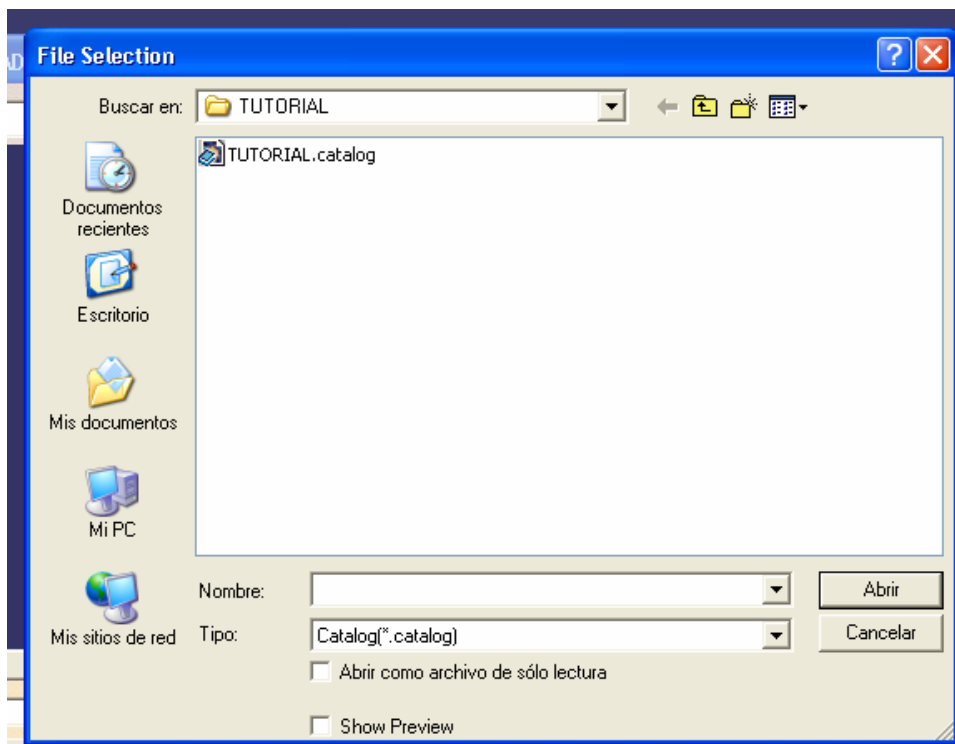 AD
File Selection
Buscar en:
TUTORIAL
TUTORIAL.catalog
Documentos
recientes
Escritorio
Mis documentos
Mi PC
Mis sitios de red
Nombre:
Abrir
Tipo:
Catalog(*.catalog)
Cancelar
Abrir como archivo de sólo lectura
Show Preview